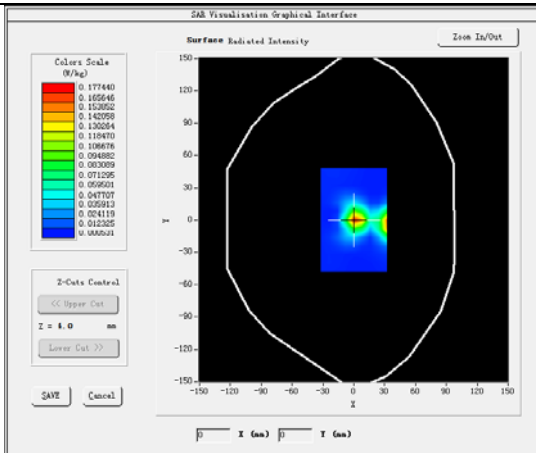 SAR Visualisation Graphical Interface
Surface Radiated Intensity
Zoom In/Out
Colors Scale
(W/kg)
0.177440
0.165646
0.153852
0.142058
0.130264
0.118470
0.106676
0.094882
0.083089
0.071295
0.059501
0.047707
0.035913
0.024119
0.012325
0.000531
150
120
90
60
30
0
-30
-60
-90
-120
-150
Y
-150 -120 -90 -60 -30 0 30 60 90 120 150
X
Z-Cuts Control
<< Upper Cut
Z = 4.0 mm
Lower Cut >>
SAVE Cancel
0 X (mm) 0 Y (mm)